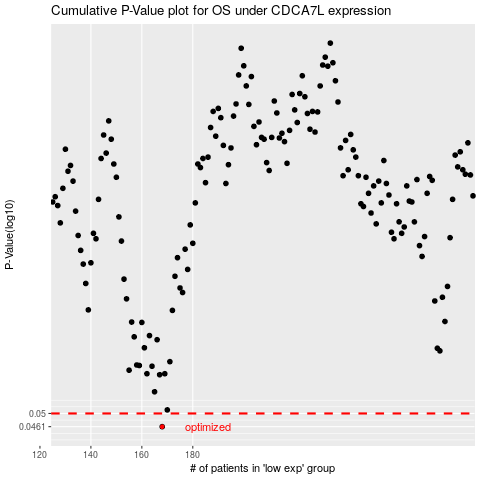 Cumulative P-Value plot for OS under CDCA7L expression
P-Value(log10)
0.05
0.0461
optimized
120 140 160 180
# of patients in 'low exp' group